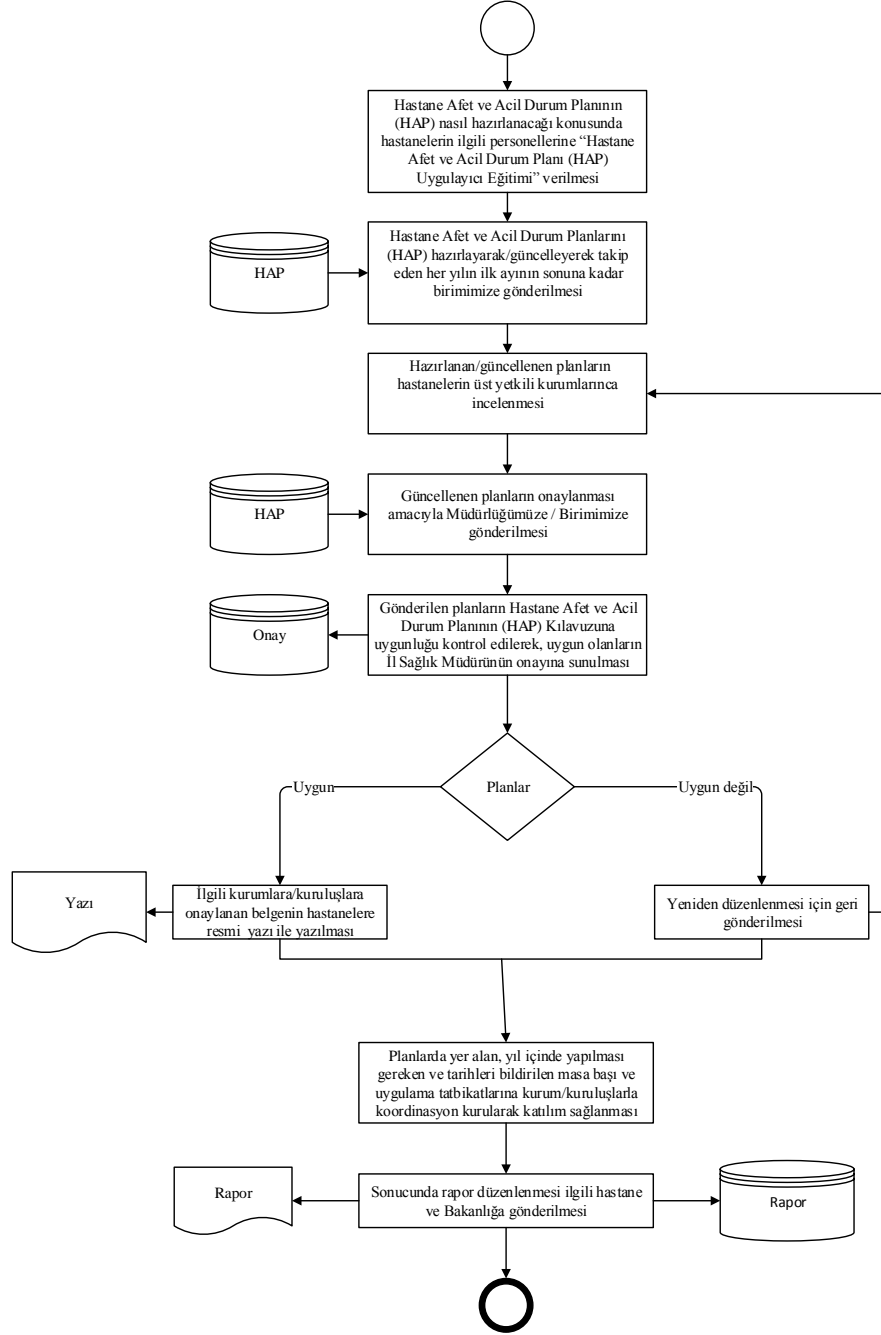 Hastane Afet ve Acil Durum Planının
(HAP) nasıl hazırlanacağı konusunda
hastanelerin ilgili personellerine “Hastane
Afet ve Acil Durum Planı (HAP)
Uygulayıcı Eğitimi” verilmesi
HAP
Hastane Afet ve Acil Durum Planlarını
(HAP) hazırlayarak/güncelleyerek takip
eden her yılın ilk ayının sonuna kadar
birimimize gönderilmesi
Hazırlanan/güncellenen planların
hastanelerin üst yetkili kurumlarınca
incelenmesi
HAP
Güncellenen planların onaylanması
amacıyla Müdürlüğümüze / Birimimize
gönderilmesi
Onay
Gönderilen planların Hastane Afet ve Acil
Durum Planının (HAP) Kılavuzuna
uygunluğu kontrol edilerek, uygun olanların
İl Sağlık Müdürünün onayına sunulması
Uygun
Planlar
Uygun değil
Yazı
İlgili kurumlara/kuruluşlara
onaylanan belgenin hastanelere
resmi yazı ile yazılması
Yeniden düzenlenmesi için geri
gönderilmesi
Planlarda yer alan, yıl içinde yapılması
gereken ve tarihleri bildirilen masa başı ve
uygulama tatbikatlarına kurum/kuruluşlarla
koordinasyon kurularak katılım sağlanması
Rapor
Sonucunda rapor düzenlenmesi ilgili hastane
ve Bakanlığa gönderilmesi
Rapor